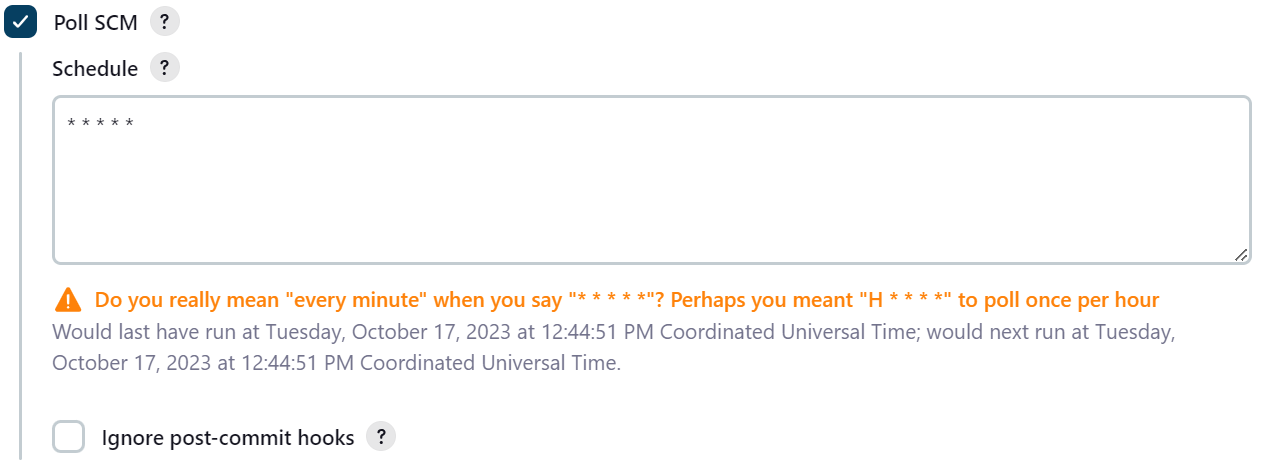 Poll SCM ?
Schedule ?
* * * * *
Do you really mean "every minute" when you say "* * * * *"? Perhaps you meant "H * * * *" to poll once per hour
Would last have run at Tuesday, October 17, 2023 at 12:44:51 PM Coordinated Universal Time; would next run at Tuesday,
October 17, 2023 at 12:44:51 PM Coordinated Universal Time.
Ignore post-commit hooks ?